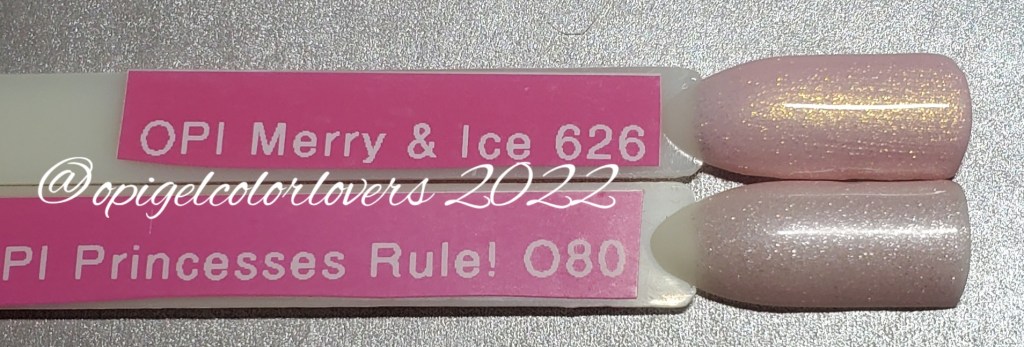 OPI Merry & Ice 626
@opigelcolorlovers 2022
PI Princesses Rule! O80